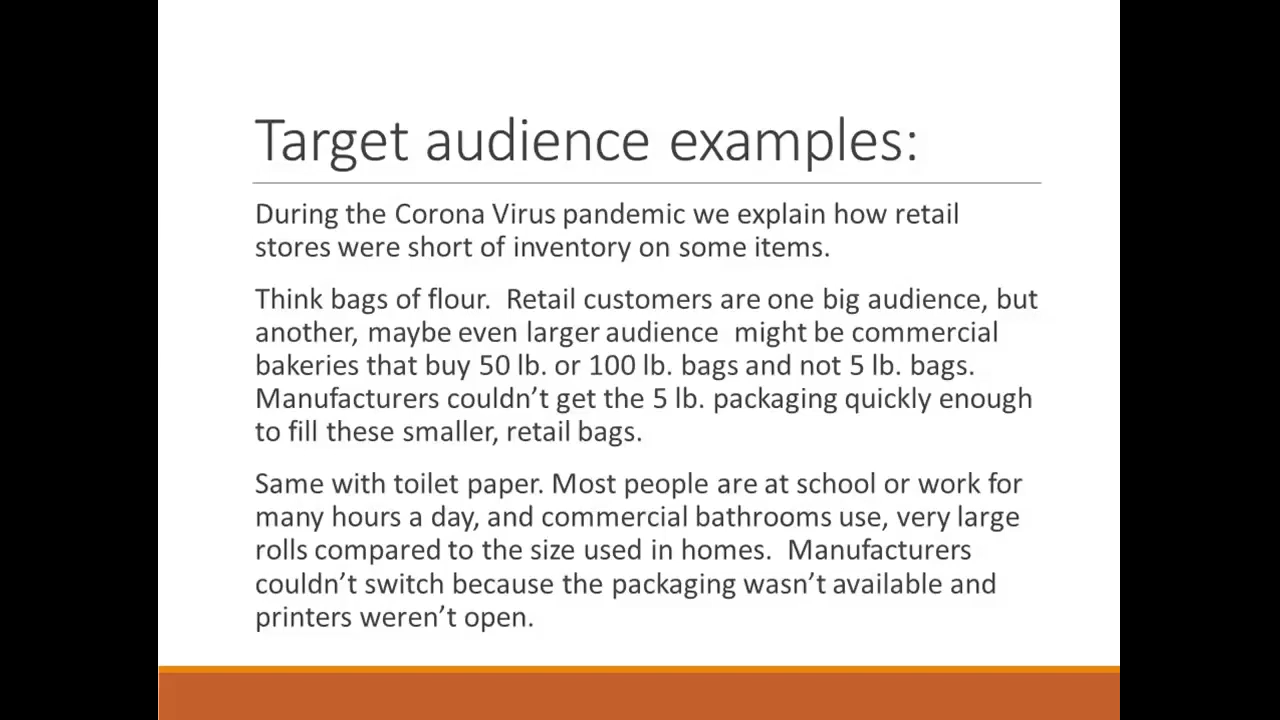 Target audience examples:
During the Corona Virus pandemic we explain how retail
stores were short of inventory on some items.
Think bags of flour.  Retail customers are one big audience, but
another, maybe even larger audience  might be commercial
bakeries that buy 50 lb. or 100 lb. bags and not 5 lb. bags.
Manufacturers couldn’t get the 5 lb. packaging quickly enough
to fill these smaller, retail bags.
Same with toilet paper. Most people are at school or work for
many hours a day, and commercial bathrooms use, very large
rolls compared to the size used in homes.  Manufacturers
couldn’t switch because the packaging wasn’t available and
printers weren’t open.